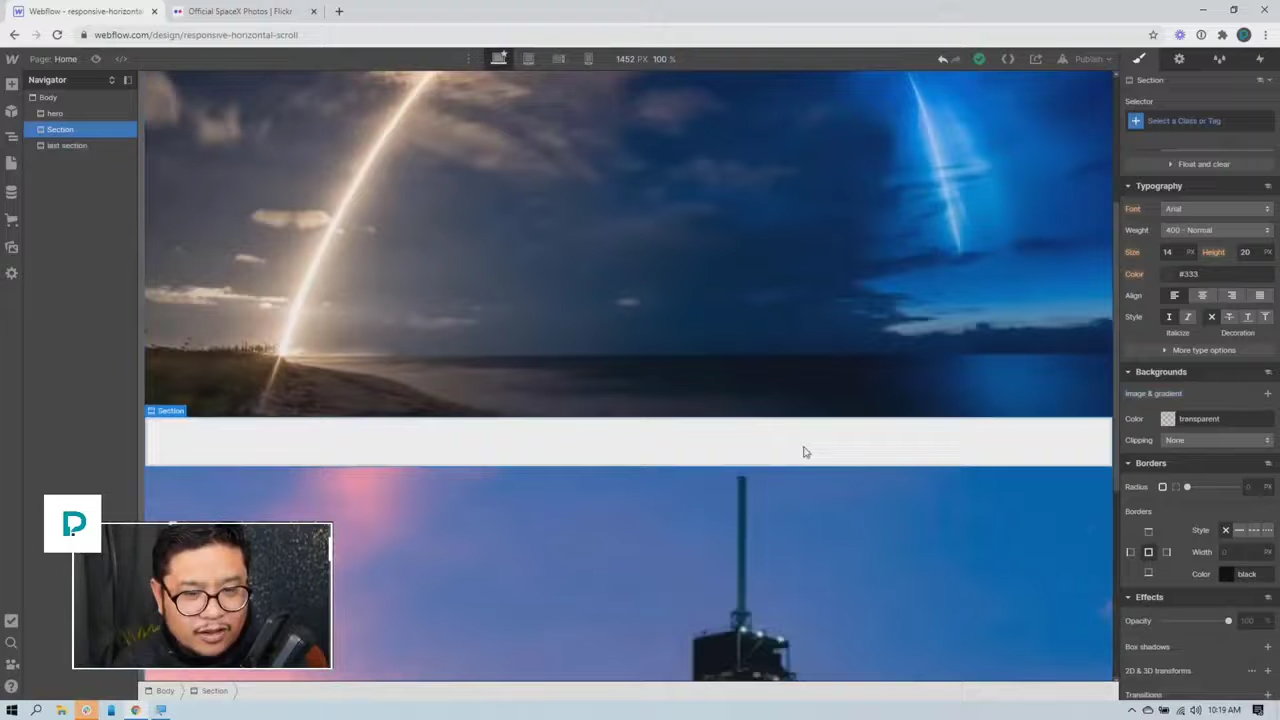 Webflow - responsive-horizonta
Official SpaceX Photos | Flickr
webflow.com/design/responsive-horizontal-scroll
Page: Home
1452 PX 100 %
Publish
Navigator
Body
hero
Section
last section
Section
Section
Selector
Select a Class or Tag
Float and clear
Typography
Font Arial
Weight 400 - Normal
Size 14 PX Height 20 PX
Color #333
Align
Style
Italicize Decoration
More type options
Backgrounds
Image & gradient
Color transparent
Clipping None
Borders
Radius 0 PX
Borders
Style
Width 0 PX
Color black
Effects
Opacity 100 %
Box shadows
2D & 3D transforms
Transitions
Body Section
10:19 AM